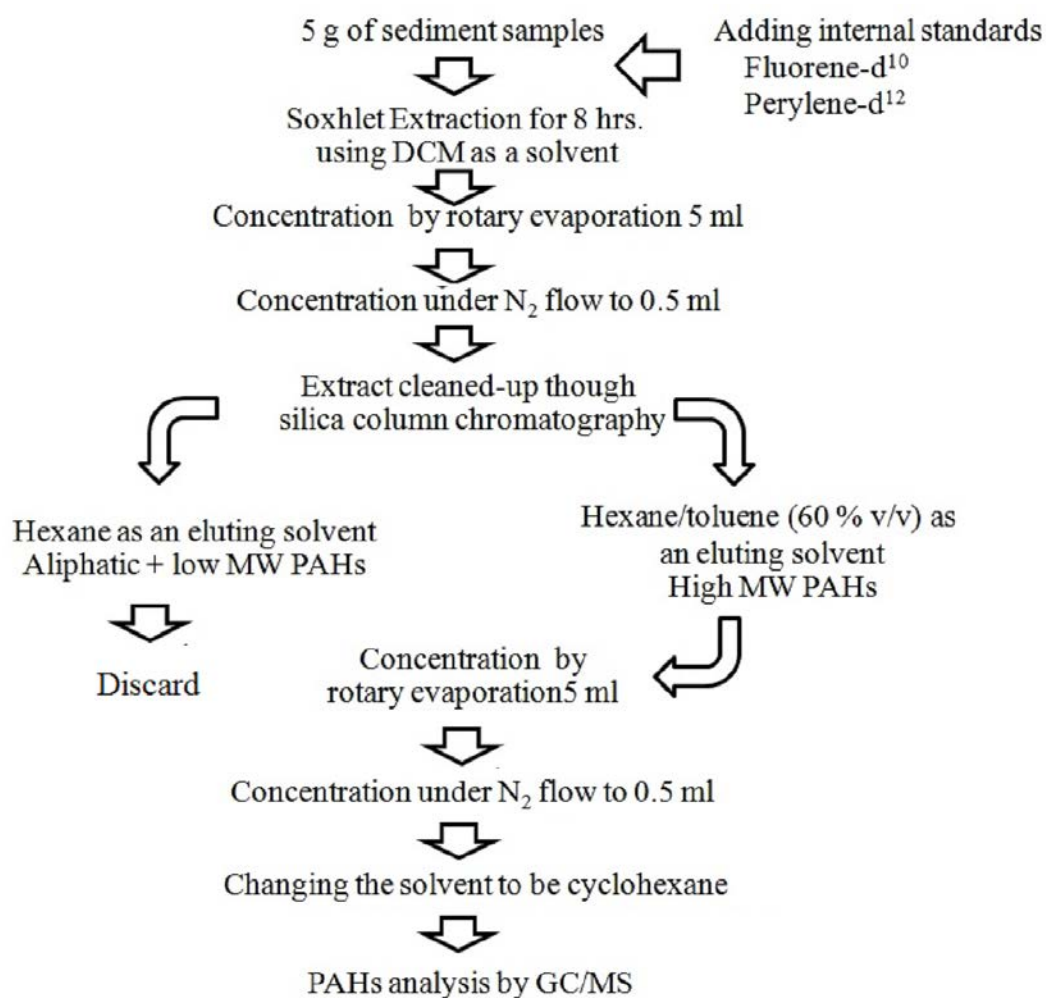 5 g of sediment samples
Adding internal standards
Fluorene-d¹⁰
Perylene-d¹²
Soxhlet Extraction for 8 hrs.
using DCM as a solvent
Concentration by rotary evaporation 5 ml
Concentration under N₂ flow to 0.5 ml
Extract cleaned-up though
silica column chromatography
Hexane as an eluting solvent
Aliphatic + low MW PAHs
Discard
Hexane/toluene (60 % v/v) as
an eluting solvent
High MW PAHs
Concentration by
rotary evaporation5 ml
Concentration under N₂ flow to 0.5 ml
Changing the solvent to be cyclohexane
PAHs analysis by GC/MS